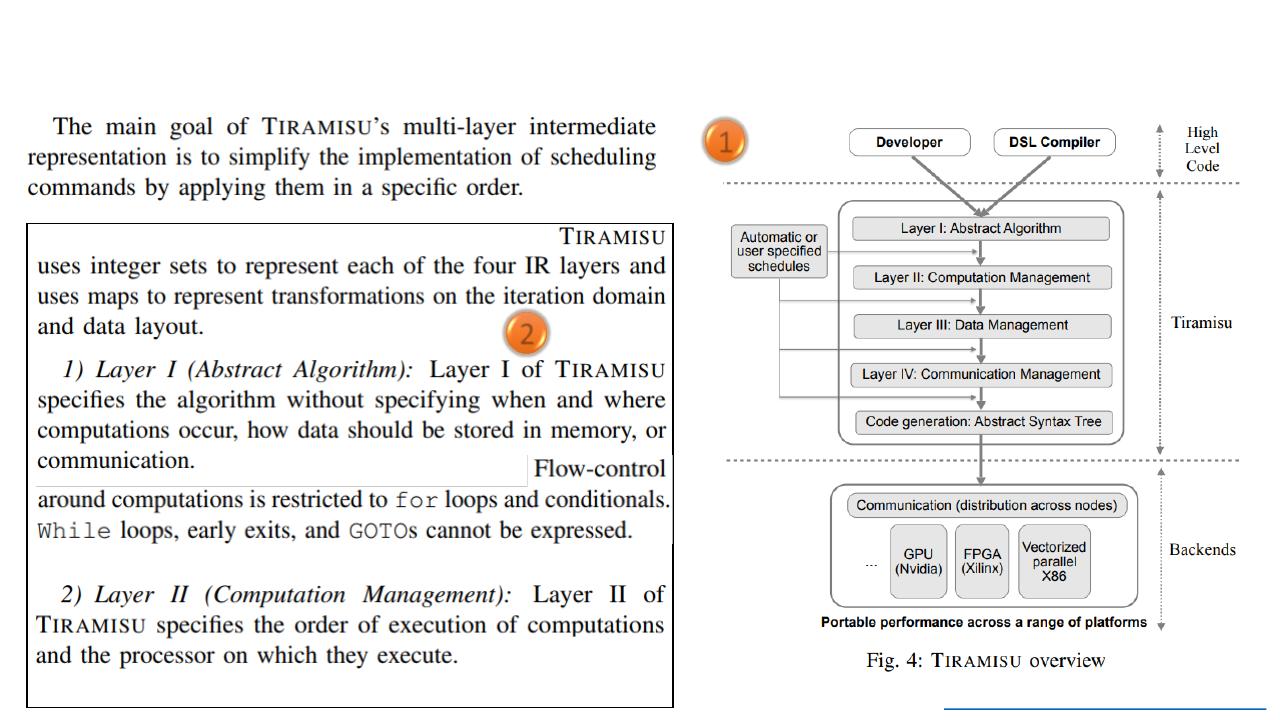 The main goal of TIRAMISU's multi-layer intermediate
representation is to simplify the implementation of scheduling
commands by applying them in a specific order.
TIRAMISU
uses integer sets to represent each of the four IR layers and
uses maps to represent transformations on the iteration domain
and data layout.
2
1) Layer I (Abstract Algorithm): Layer I of TIRAMISU
specifies the algorithm without specifying when and where
computations occur, how data should be stored in memory, or
communication.
Flow-control
around computations is restricted to for loops and conditionals.
While loops, early exits, and GOTOs cannot be expressed.
2) Layer II (Computation Management): Layer II of
TIRAMISU specifies the order of execution of computations
and the processor on which they execute.
1
Developer
DSL Compiler
High
Level
Code
Automatic or
user specified
schedules
Layer I: Abstract Algorithm
Layer II: Computation Management
Layer III: Data Management
Layer IV: Communication Management
Code generation: Abstract Syntax Tree
Tiramisu
Communication (distribution across nodes)
...
GPU
(Nvidia)
FPGA
(Xilinx)
Vectorized
parallel
X86
Backends
Portable performance across a range of platforms
Fig. 4: TIRAMISU overview